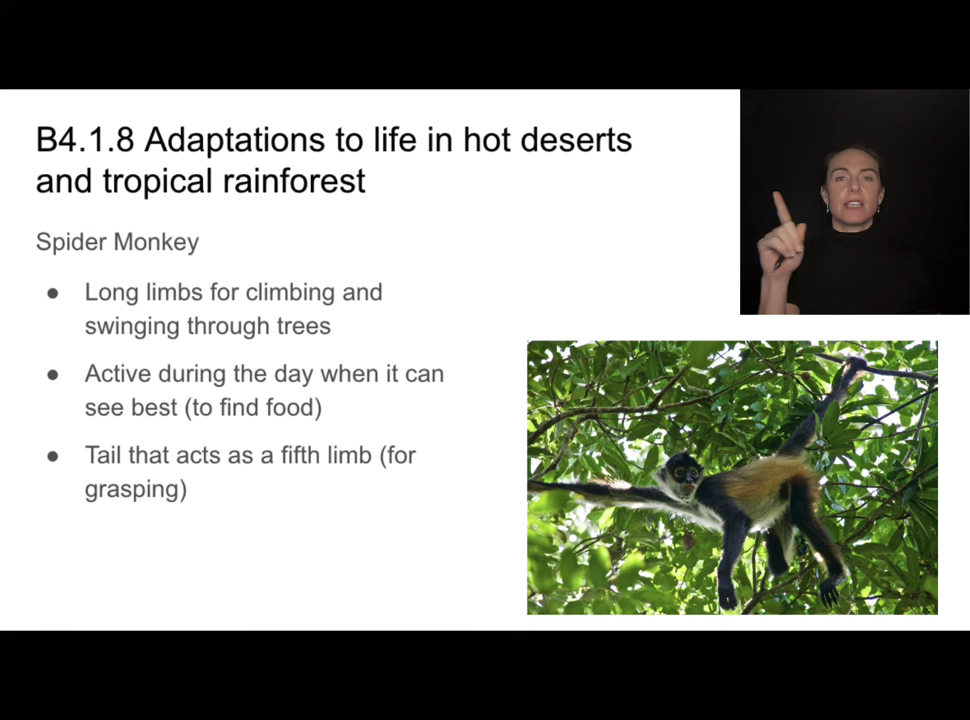 B4.1.8 Adaptations to life in hot deserts
and tropical rainforest
Spider Monkey
● Long limbs for climbing and
swinging through trees
● Active during the day when it can
see best (to find food)
● Tail that acts as a fifth limb (for
grasping)